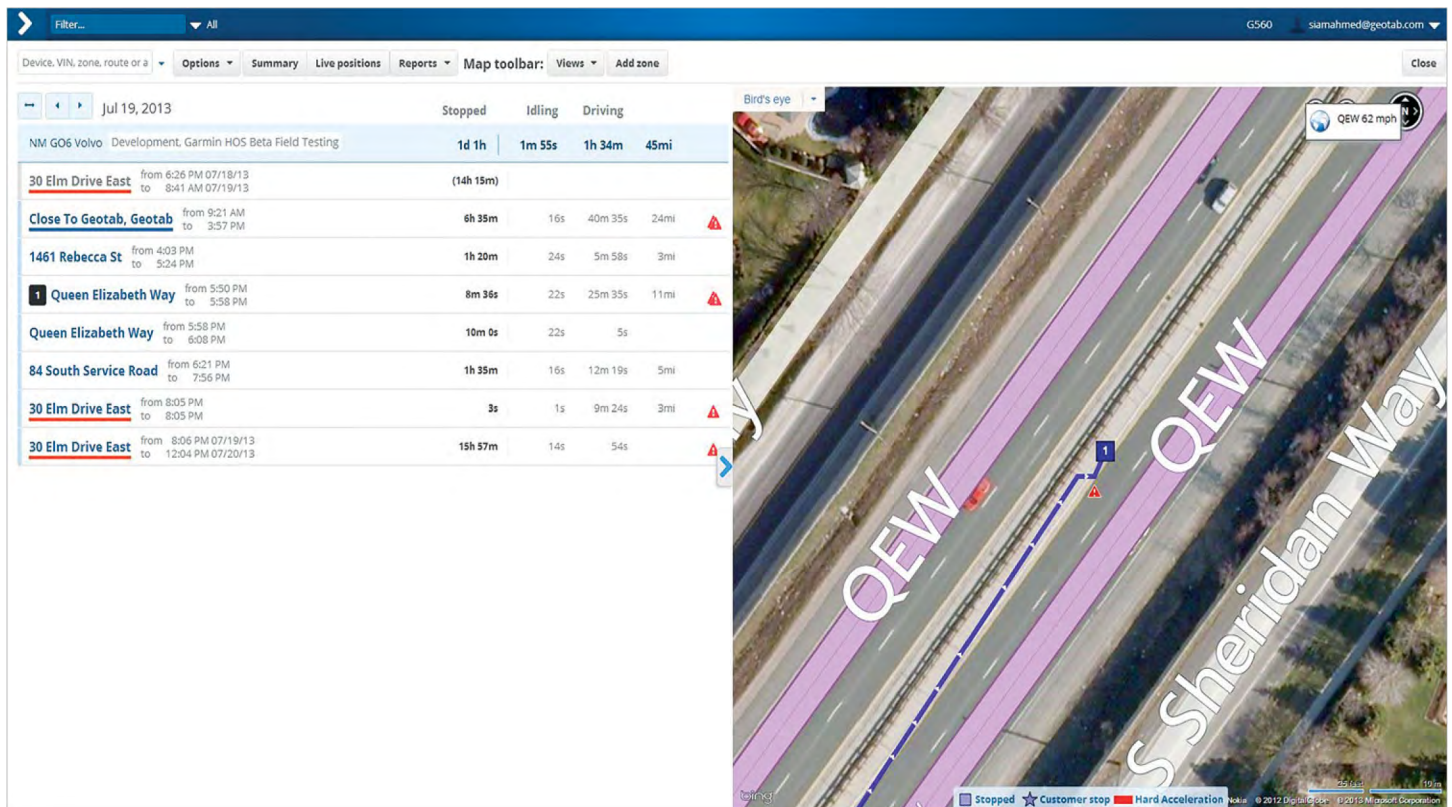 Filter... All G560 siamahmed@geotab.com
Device, VIN, zone, route or a Options Summary Live positions Reports Map toolbar: Views Add zone Close
Jul 19, 2013 Stopped Idling Driving
NM GO6 Volvo Development, Garmin HOS Beta Field Testing 1d 1h 1m 55s 1h 34m 45mi
30 Elm Drive East from 6:26 PM 07/18/13 (14h 15m)
to 8:41 AM 07/19/13
Close To Geotab, Geotab from 9:21 AM 6h 35m 16s 40m 35s 24mi
to 3:57 PM
1461 Rebecca St from 4:03 PM 1h 20m 24s 5m 58s 3mi
to 5:24 PM
1 Queen Elizabeth Way from 5:50 PM 8m 36s 22s 25m 35s 11mi
to 5:58 PM
Queen Elizabeth Way from 5:58 PM 10m 0s 22s 5s
to 6:08 PM
84 South Service Road from 6:21 PM 1h 35m 16s 12m 19s 5mi
to 7:56 PM
30 Elm Drive East from 8:05 PM 3s 1s 9m 24s 3mi
to 8:05 PM
30 Elm Drive East from 8:06 PM 07/19/13 15h 57m 14s 54s
to 12:04 PM 07/20/13
Bird's eye
QEW 62 mph
N
QEW
1
QEW
S Sheridan Way
25 feet 10 m
bing
Stopped Customer stop Hard Acceleration Nokia © 2012 DigitalGlobe ©2013 Microsoft Corporation